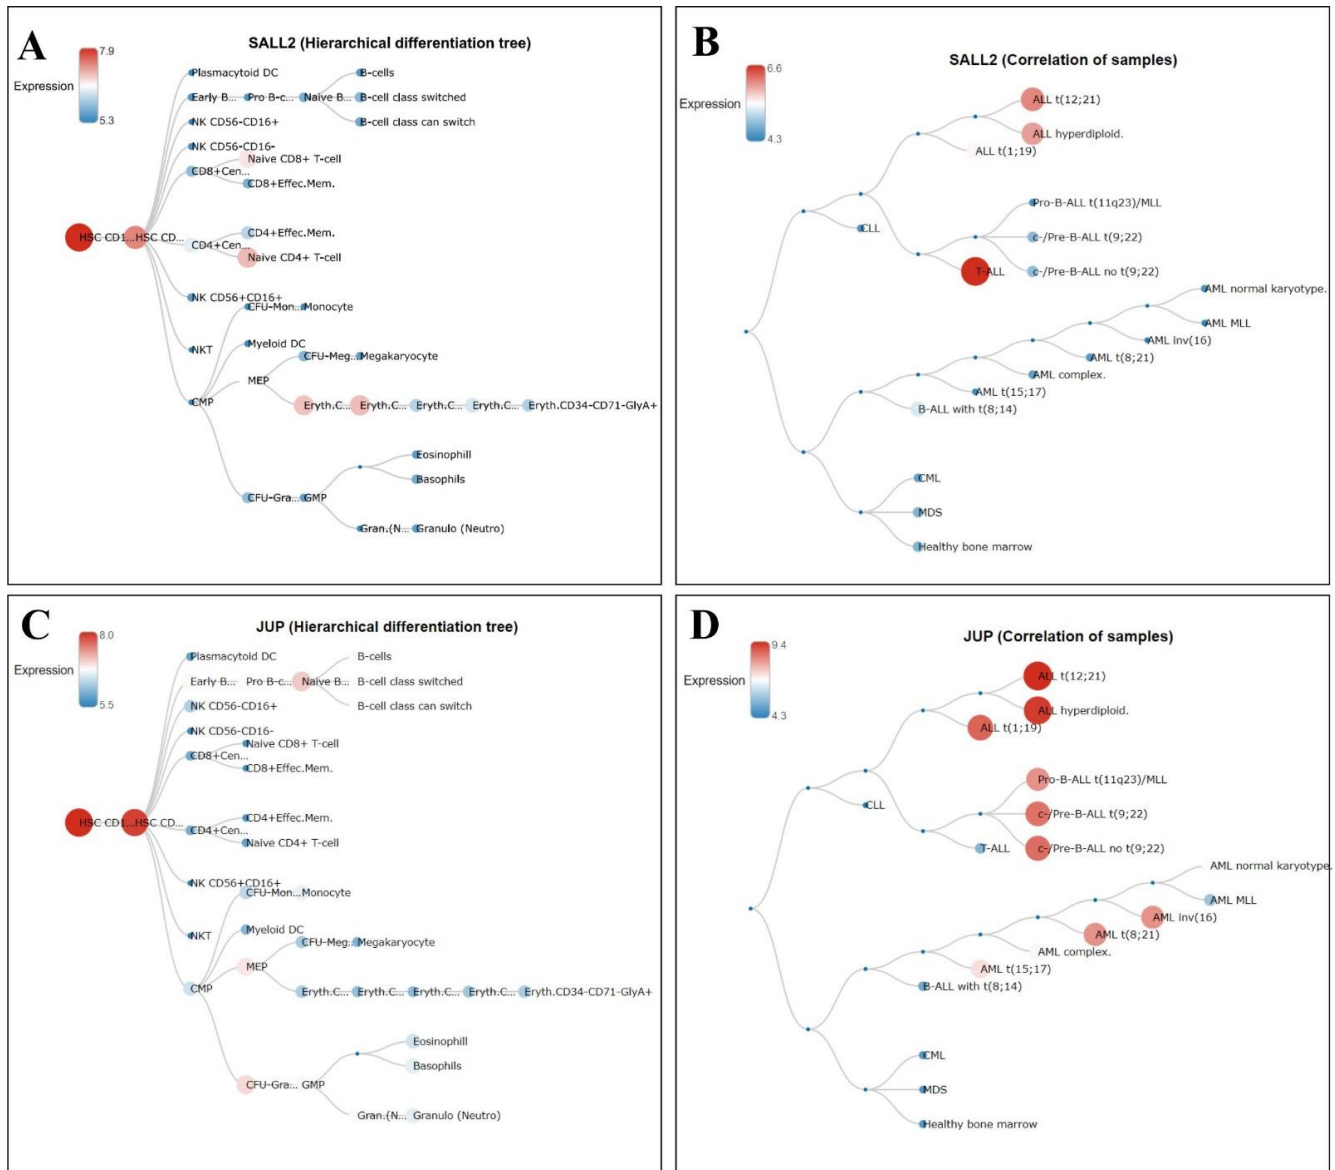 A
SALL2 (Hierarchical differentiation tree)
7.9
Expression
5.3
Plasmacytoid DC
B-cells
Early B... Pro B-c... Naive B... B-cell class switched
NK CD56-CD16+
B-cell class can switch
NK CD56-CD16-
Naive CD8+ T-cell
CD8+Cen...
CD8+Effec.Mem.
CD4+Effec.Mem.
HSC CD1...HSC CD...
CD4+Cen...
Naive CD4+ T-cell
NK CD56+CD16+
CFU-Mon...Monocyte
Myeloid DC
NKT
CFU-Meg...Megakaryocyte
MEP
CMP
Eryth.C... Eryth.C... Eryth.C... Eryth.C... Eryth.CD34-CD71-GlyA+
Eosinophill
Basophils
CFU-Gra... GMP
Gran.(N... Granulo (Neutro)
B
SALL2 (Correlation of samples)
6.6
Expression
4.3
ALL t(12;21)
ALL hyperdiploid.
ALL t(1;19)
Pro-B-ALL t(11q23)/MLL
CLL
c-/Pre-B-ALL t(9;22)
T-ALL
c-/Pre-B-ALL no t(9;22)
AML normal karyotype.
AML MLL
AML inv(16)
AML t(8;21)
AML complex.
AML t(15;17)
B-ALL with t(8;14)
CML
MDS
Healthy bone marrow
C
JUP (Hierarchical differentiation tree)
8.0
Expression
5.5
Plasmacytoid DC
B-cells
Early B... Pro B-c... Naive B... B-cell class switched
NK CD56-CD16+
B-cell class can switch
NK CD56-CD16-
Naive CD8+ T-cell
CD8+Cen...
CD8+Effec.Mem.
CD4+Effec.Mem.
HSC CD1...HSC CD...
CD4+Cen...
Naive CD4+ T-cell
NK CD56+CD16+
CFU-Mon...Monocyte
Myeloid DC
NKT
CFU-Meg...Megakaryocyte
MEP
CMP
Eryth.C... Eryth.C... Eryth.C... Eryth.C... Eryth.CD34-CD71-GlyA+
Eosinophill
Basophils
CFU-Gra... GMP
Gran.(N... Granulo (Neutro)
D
JUP (Correlation of samples)
9.4
Expression
4.3
ALL t(12;21)
ALL hyperdiploid.
ALL t(1;19)
Pro-B-ALL t(11q23)/MLL
CLL
c-/Pre-B-ALL t(9;22)
T-ALL
c-/Pre-B-ALL no t(9;22)
AML normal karyotype.
AML MLL
AML inv(16)
AML t(8;21)
AML complex.
AML t(15;17)
B-ALL with t(8;14)
CML
MDS
Healthy bone marrow